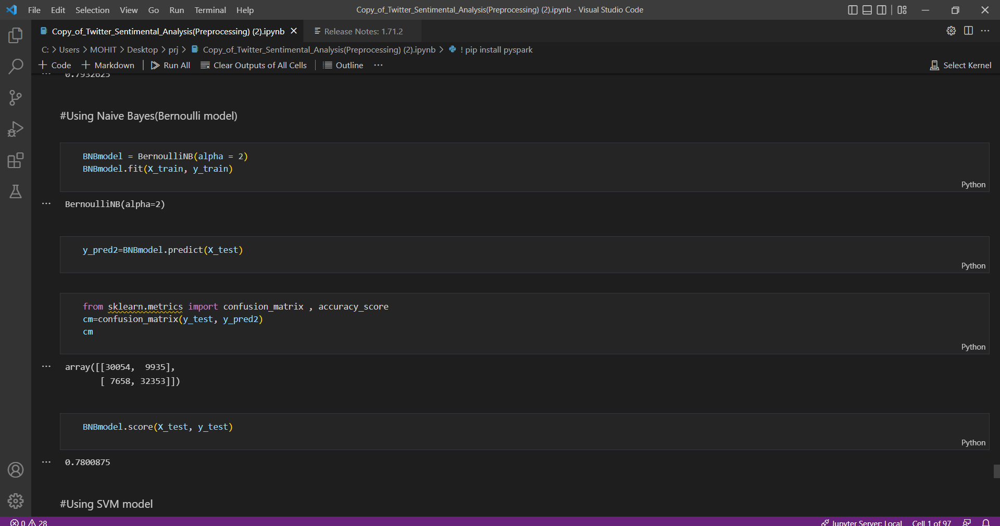 File Edit Selection View Go Run Terminal Help Copy_of_Twitter_Sentimental_Analysis(Preprocessing) (2).ipynb - Visual Studio Code
Copy_of_Twitter_Sentimental_Analysis(Preprocessing) (2).ipynb Release Notes: 1.71.2
C: > Users > MOHIT > Desktop > prj > Copy_of_Twitter_Sentimental_Analysis(Preprocessing) (2).ipynb > ! pip install pyspark
+ Code + Markdown | Run All Clear Outputs of All Cells | Outline ... Select Kernel
... 0.7932625
#Using Naive Bayes(Bernoulli model)
BNBmodel = BernoulliNB(alpha = 2)
BNBmodel.fit(X_train, y_train)
Python
... BernoulliNB(alpha=2)
y_pred2=BNBmodel.predict(X_test)
Python
from sklearn.metrics import confusion_matrix , accuracy_score
cm=confusion_matrix(y_test, y_pred2)
cm
Python
... array([[30054,  9935],
       [ 7658, 32353]])
BNBmodel.score(X_test, y_test)
Python
... 0.7800875
#Using SVM model
0 28 Jupyter Server: Local Cell 1 of 97